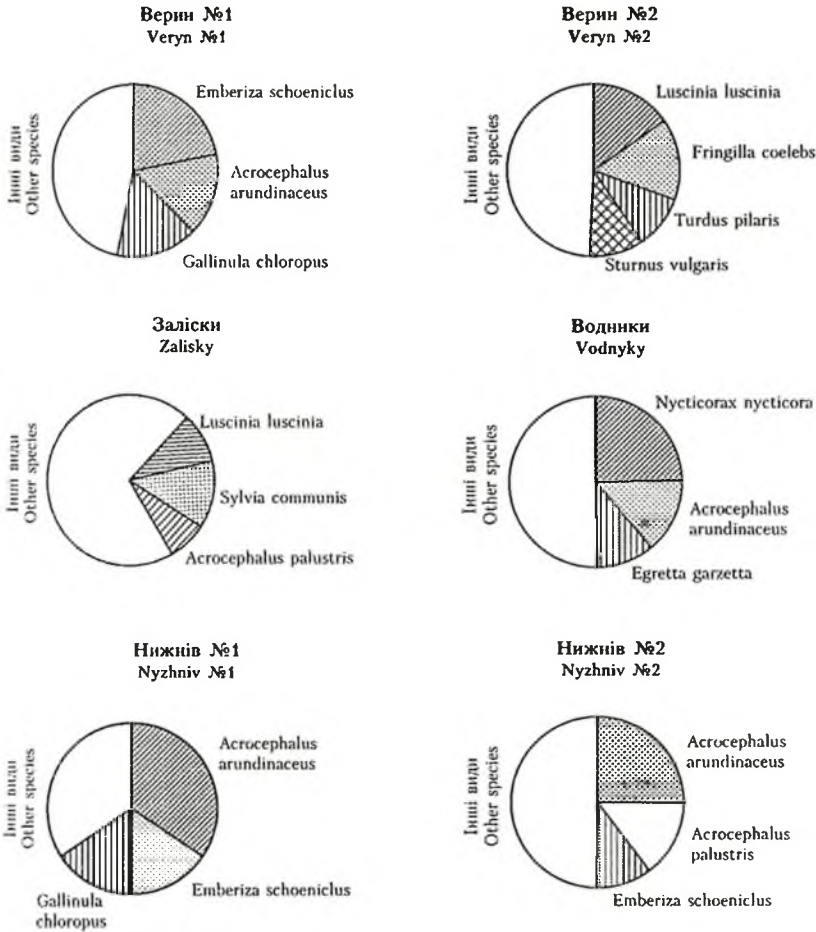 Верин №1
Veryn №1
Інші види
Other species
Emberiza schoeniclus
Acrocephalus
arundinaceus
Gallinula chloropus
Верин №2
Veryn №2
Інші види
Other species
Luscinia luscinia
Fringilla coelebs
Turdus pilaris
Sturnus vulgaris
Заліски
Zalisky
Інші види
Other species
Luscinia luscinia
Sylvia communis
Acrocephalus palustris
Водники
Vodnyky
Інші види
Other species
Nycticorax nycticora
Acrocephalus
arundinaceus
Egretta garzetta
Нижнів №1
Nyzhniv №1
Інші види
Other species
Acrocephalus
arundinaceus
Emberiza schoeniclus
Gallinula
chloropus
Нижнів №2
Nyzhniv №2
Інші види
Other species
Acrocephalus
arundinaceus
Acrocephalus
palustris
Emberiza schoeniclus